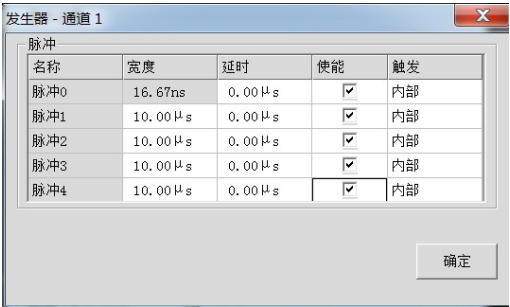 发生器 - 通道 1
脉冲
名称 宽度 延时 使能 触发
脉冲0 16.67ns 0.00μs 内部
脉冲1 10.00μs 0.00μs 内部
脉冲2 10.00μs 0.00μs 内部
脉冲3 10.00μs 0.00μs 内部
脉冲4 10.00μs 0.00μs 内部
确定